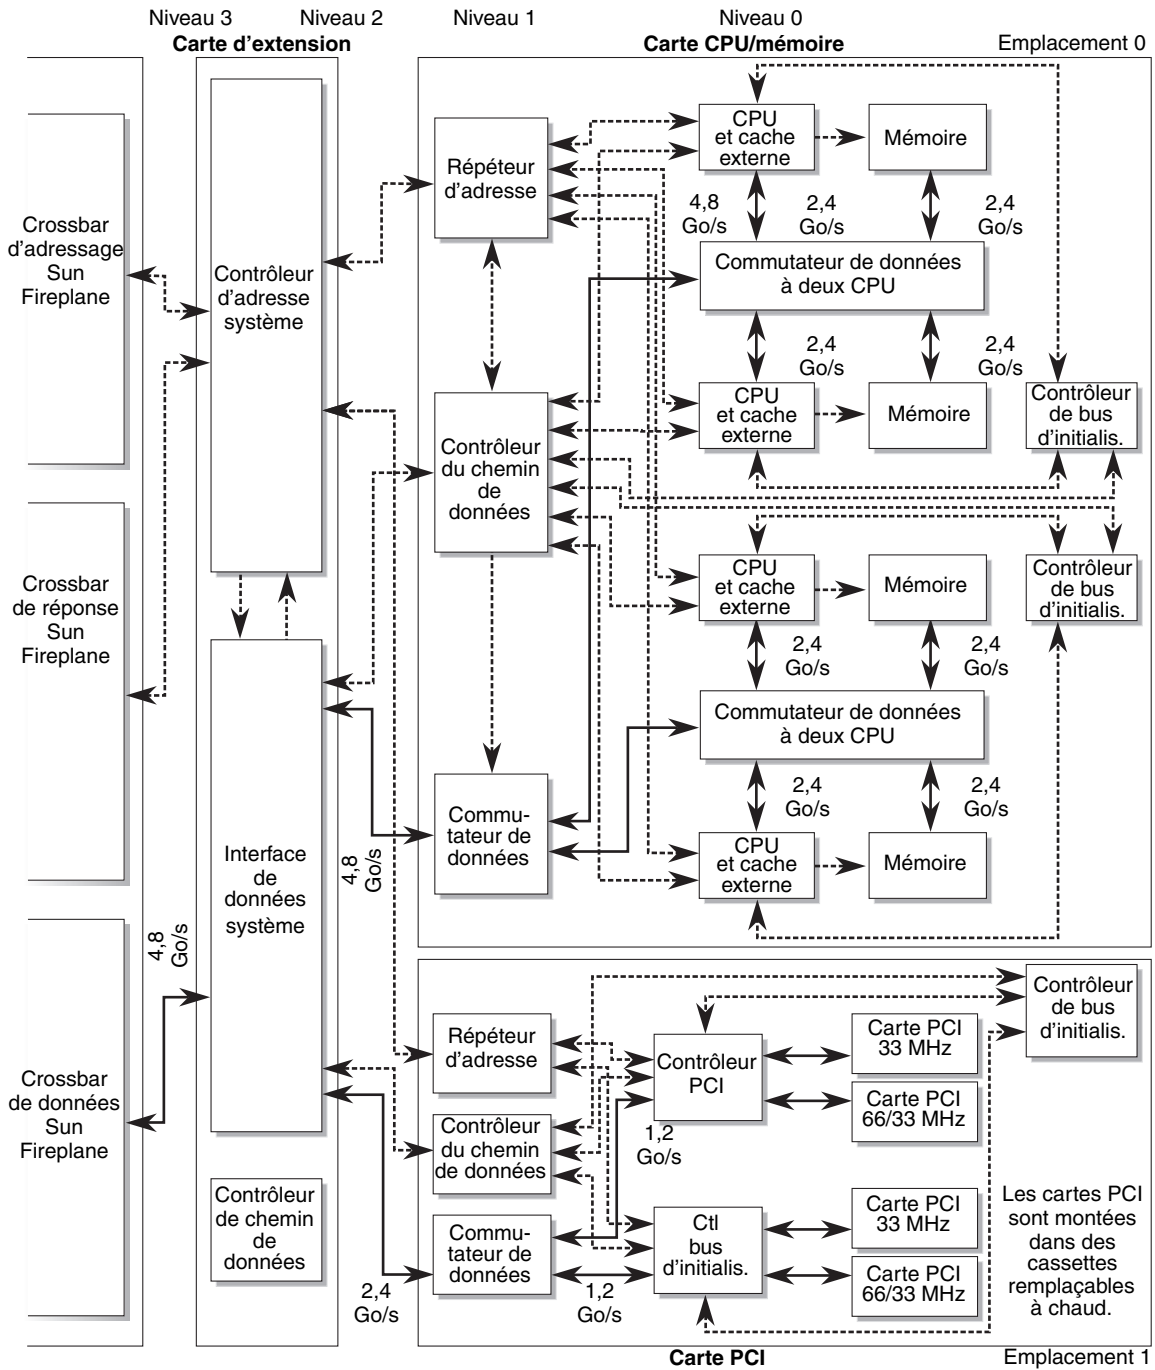 Niveau 3
Niveau 2
Niveau 1
Niveau 0
Carte d'extension
Carte CPU/mémoire
Emplacement 0
Crossbar
d'adressage
Sun
Fireplane
Crossbar
de réponse
Sun
Fireplane
Crossbar
de données
Sun
Fireplane
4,8
Go/s
Contrôleur
d'adresse
système
Interface
de
données
système
Contrôleur
de chemin
de
données
4,8
Go/s
2,4
Go/s
Répéteur
d'adresse
Contrôleur
du chemin
de
données
Commu-
tateur de
données
CPU
et cache
externe
Mémoire
4,8
Go/s
2,4
Go/s
2,4
Go/s
Commutateur de données
à deux CPU
2,4
Go/s
2,4
Go/s
CPU
et cache
externe
Mémoire
Contrôleur
de bus
d'initialis.
CPU
et cache
externe
Mémoire
Contrôleur
de bus
d'initialis.
2,4
Go/s
2,4
Go/s
Commutateur de données
à deux CPU
2,4
Go/s
2,4
Go/s
CPU
et cache
externe
Mémoire
Répéteur
d'adresse
Contrôleur
du chemin
de données
Commu-
tateur de
données
Contrôleur
PCI
1,2
Go/s
Ctl
bus
d'initialis.
1,2
Go/s
Carte PCI
33 MHz
Carte PCI
66/33 MHz
Carte PCI
33 MHz
Carte PCI
66/33 MHz
Contrôleur
de bus
d'initialis.
Les cartes PCI
sont montées
dans des
cassettes
remplaçables
à chaud.
Carte PCI
Emplacement 1